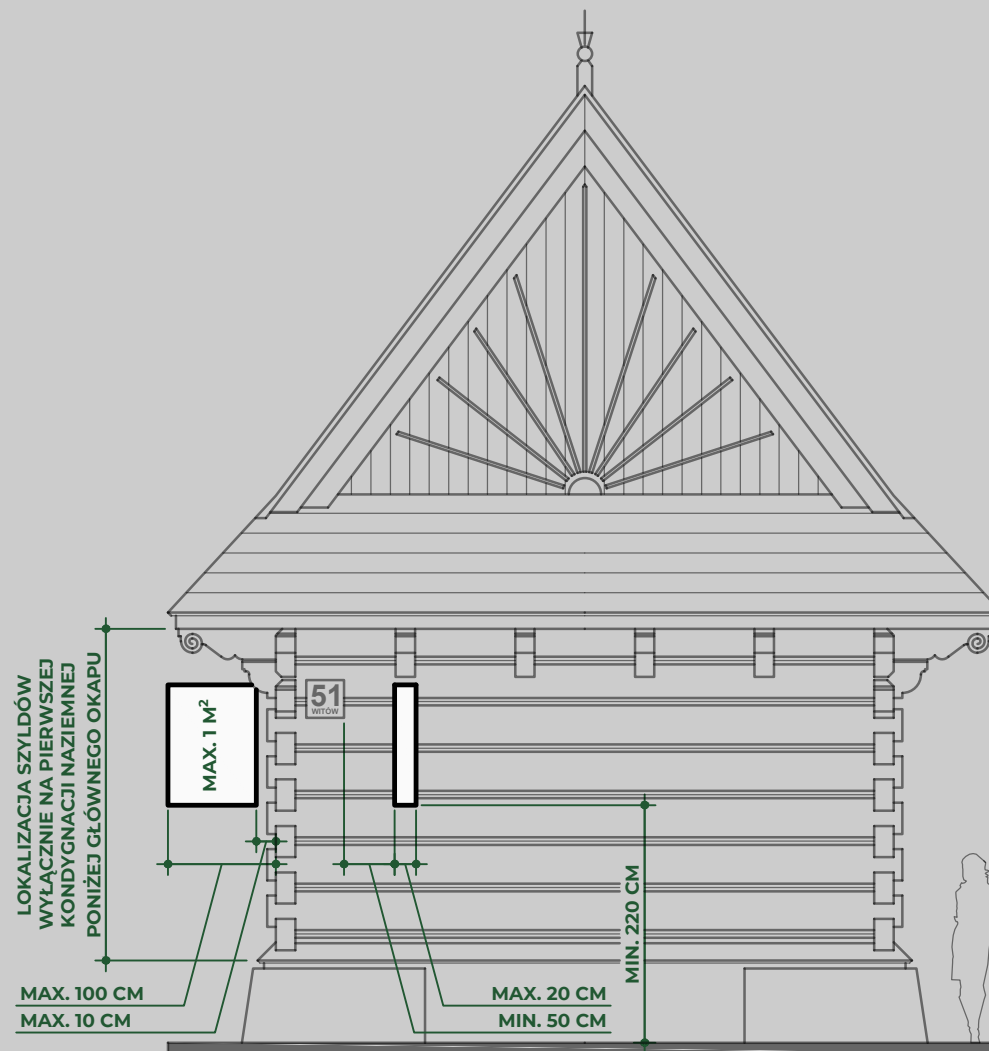 LOKALIZACJA SZYLDÓW
WYŁĄCZNIE NA PIERWSZEJ
KONDYGNACJI NAZIEMNEJ
PONIŻEJ GŁÓWNEGO OKAPU
MAX. 1 M²
51
WITÓW
MIN. 220 CM
MAX. 100 CM
MAX. 10 CM
MAX. 20 CM
MIN. 50 CM